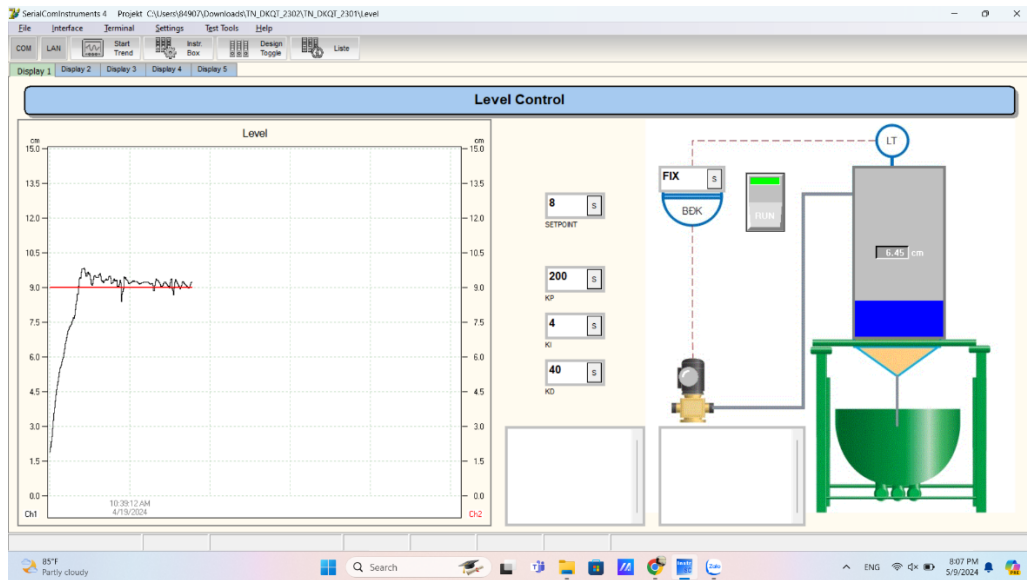 SerialComInstruments 4 Projekt C:\Users\84907\Downloads\TN_DKQT_2302\TN_DKQT_2301\Level
File Interface Terminal Settings Test Tools Help
COM LAN Start Trend Instr. Box Design Toggle Liste
Display 1 Display 2 Display 3 Display 4 Display 5
Level Control
Level
cm
15.0
13.5
12.0
10.5
9.0
7.5
6.0
4.5
3.0
1.5
0.0
Ch1
10:39:12 AM
4/19/2024
cm
15.0
13.5
12.0
10.5
9.0
7.5
6.0
4.5
3.0
1.5
0.0
Ch2
8 S
SETPOINT
200 S
KP
4 S
KI
40 S
KD
FIX S
BĐK
RUN
LT
6.45 cm
85°F
Partly cloudy
Search
ENG
8:07 PM
5/9/2024